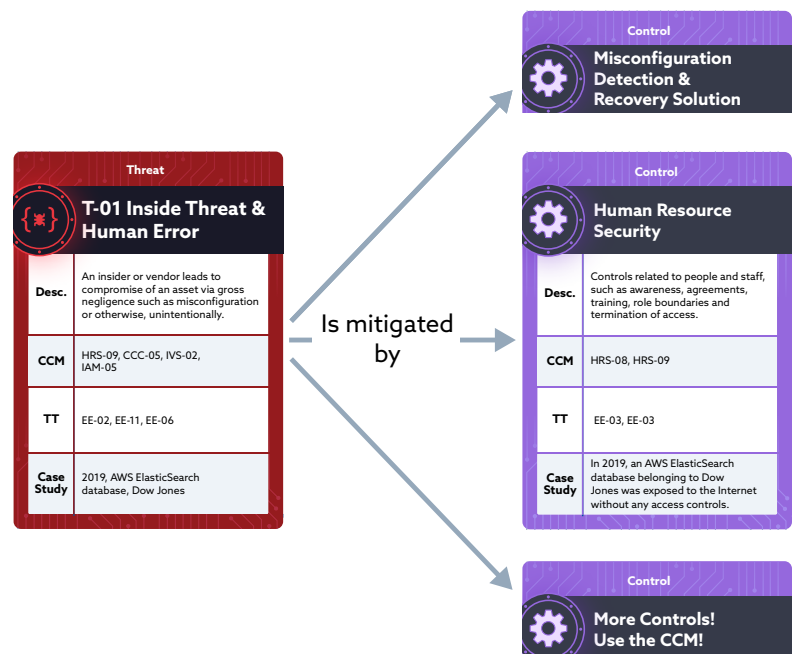 Control
Misconfiguration
Detection &
Recovery Solution
Threat
T-01 Inside Threat &
Human Error
Desc.
An insider or vendor leads to
compromise of an asset via gross
negligence such as misconfiguration
or otherwise, unintentionally.
CCM
HRS-09, CCC-05, IVS-02,
IAM-05
TT
EE-02, EE-11, EE-06
Case
Study
2019, AWS ElasticSearch
database, Dow Jones
Is mitigated
by
Control
Human Resource
Security
Desc.
Controls related to people and staff,
such as awareness, agreements,
training, role boundaries and
termination of access.
CCM
HRS-08, HRS-09
TT
EE-03, EE-03
Case
Study
In 2019, an AWS ElasticSearch
database belonging to Dow
Jones was exposed to the Internet
without any access controls.
Control
More Controls!
Use the CCM!